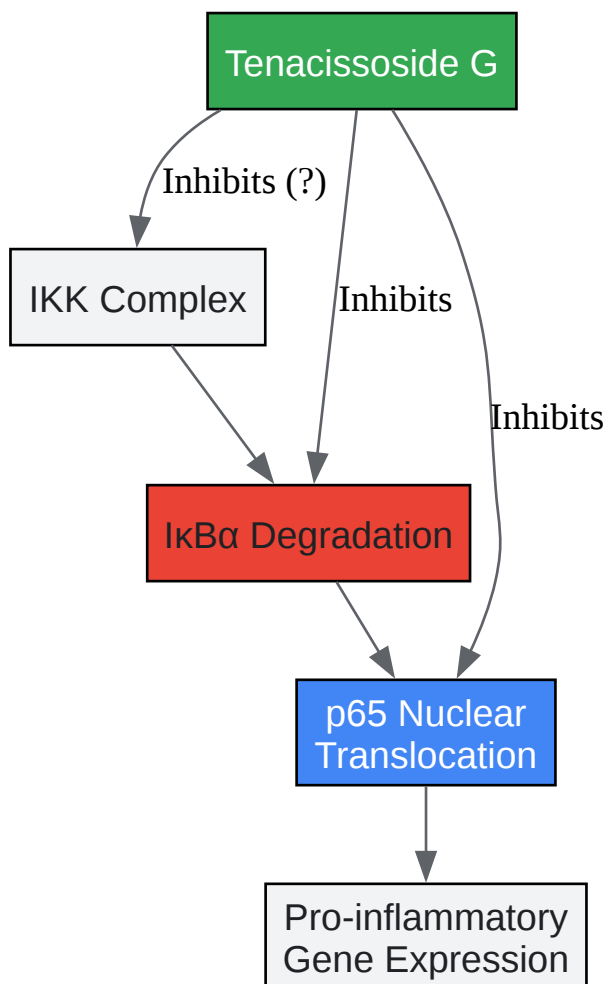 Tenacissoside G
Inhibits (?)
IKK Complex
Inhibits
Inhibits
IκBα Degradation
p65 Nuclear
Translocation
Pro-inflammatory
Gene Expression